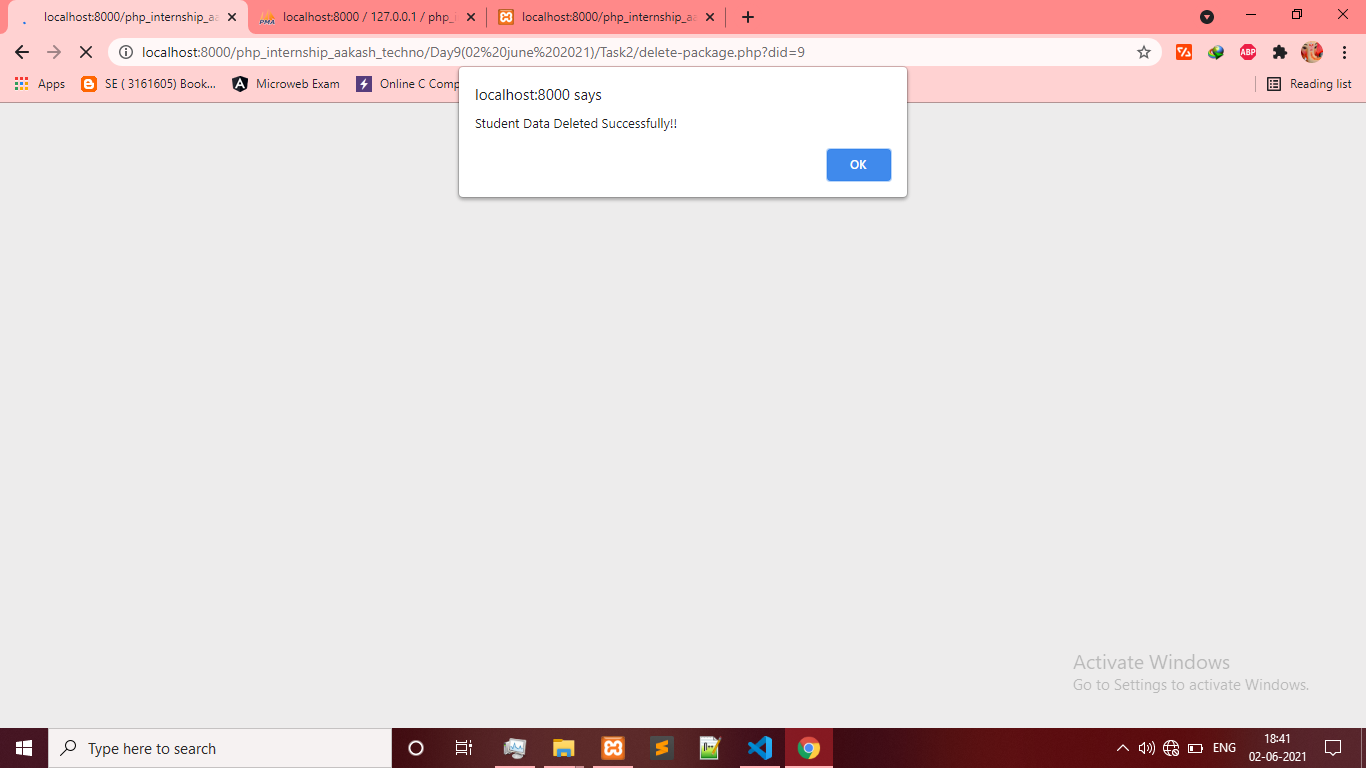 localhost:8000/php_internship_aa
localhost:8000 / 127.0.0.1 / php_i
localhost:8000/php_internship_aa
localhost:8000/php_internship_aakash_techno/Day9(02%20june%202021)/Task2/delete-package.php?did=9
ABP
Apps
SE ( 3161605) Book...
Microweb Exam
Online C Comp
Reading list
localhost:8000 says
Student Data Deleted Successfully!!
OK
Activate Windows
Go to Settings to activate Windows.
Type here to search
ENG
18:41
02-06-2021